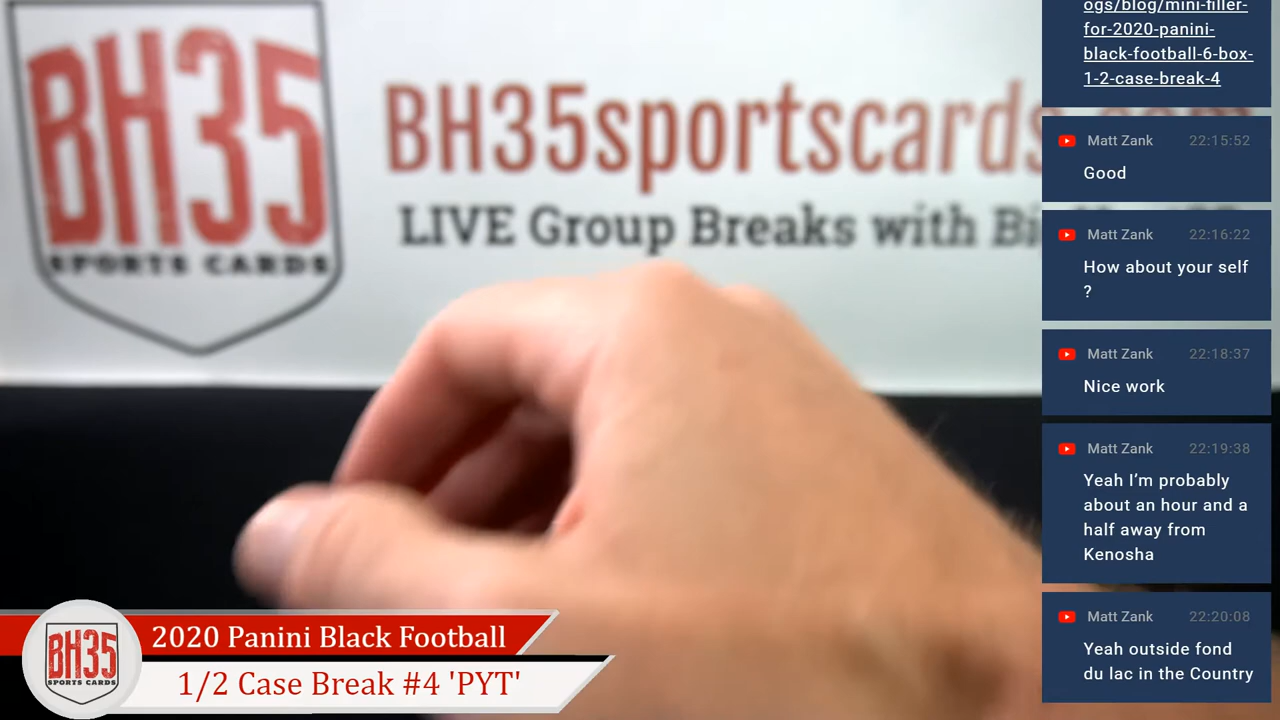 BH35
SPORTS CARDS
BH35sportscards.com
LIVE Group Breaks with
ogs/blog/mini-filler-
for-2020-panini-
black-football-6-box-
1-2-case-break-4
Matt Zank 22:15:52
Good
Matt Zank 22:16:22
How about your self
?
Matt Zank 22:18:37
Nice work
Matt Zank 22:19:38
Yeah I’m probably
about an hour and a
half away from
Kenosha
Matt Zank 22:20:08
Yeah outside fond
du lac in the Country
BH35
SPORTS CARDS
2020 Panini Black Football
1/2 Case Break #4 'PYT'